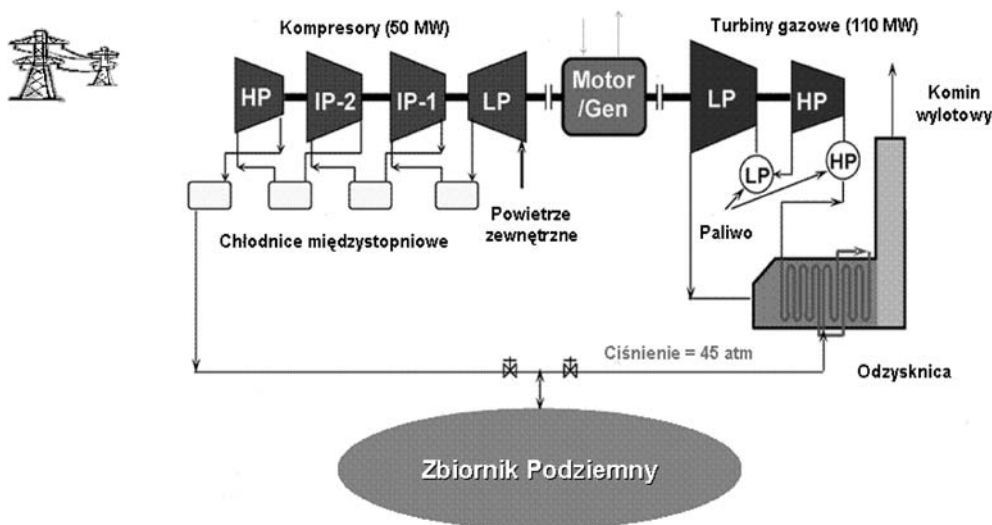 Kompresory (50 MW)
Turbiny gazowe (110 MW)
HP
IP-2
IP-1
LP
Motor
/Gen
LP
HP
Komin
wylotowy
LP
HP
Powietrze
zewnętrzne
Paliwo
Chłodnice międzystopniowe
Ciśnienie = 45 atm
Odzysknica
Zbiornik Podziemny